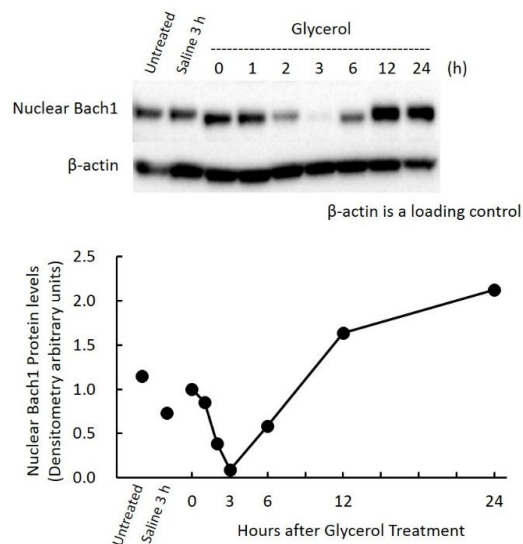 Glycerol
Untreated
Saline 3 h
0 1 2 3 6 12 24 (h)
Nuclear Bach1
β-actin
β-actin is a loading control
Nuclear Bach1 Protein levels
(Densitometry arbitrary units)
2.5
2.0
1.5
1.0
0.5
0.0
Untreated
Saline 3 h
0 3 6 12 24
Hours after Glycerol Treatment